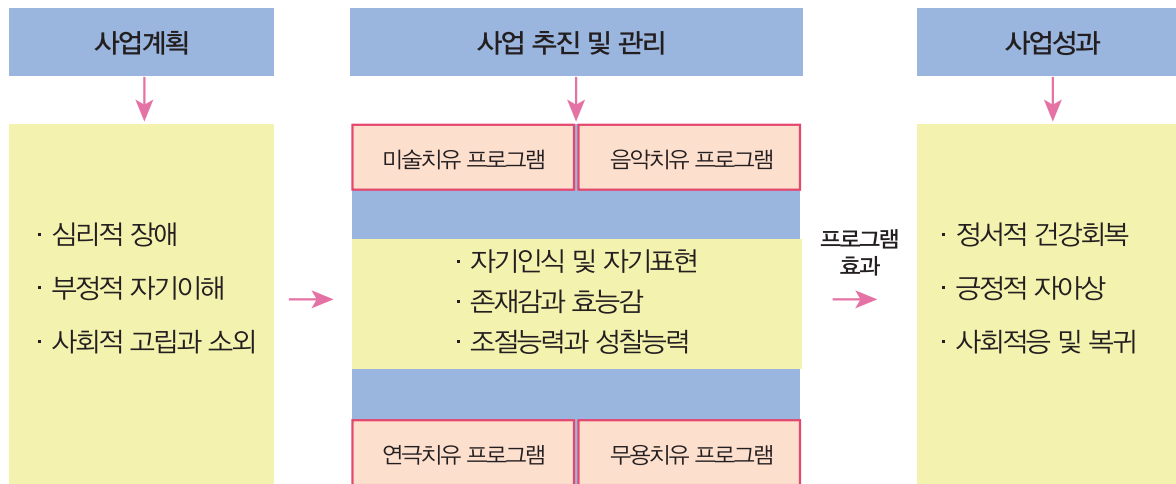 사업계획
사업 추진 및 관리
사업성과
· 심리적 장애
· 부정적 자기이해
· 사회적 고립과 소외
미술치유 프로그램
음악치유 프로그램
· 자기인식 및 자기표현
· 존재감과 효능감
· 조절능력과 성찰능력
연극치유 프로그램
무용치유 프로그램
프로그램
효과
· 정서적 건강회복
· 긍정적 자아상
· 사회적응 및 복귀